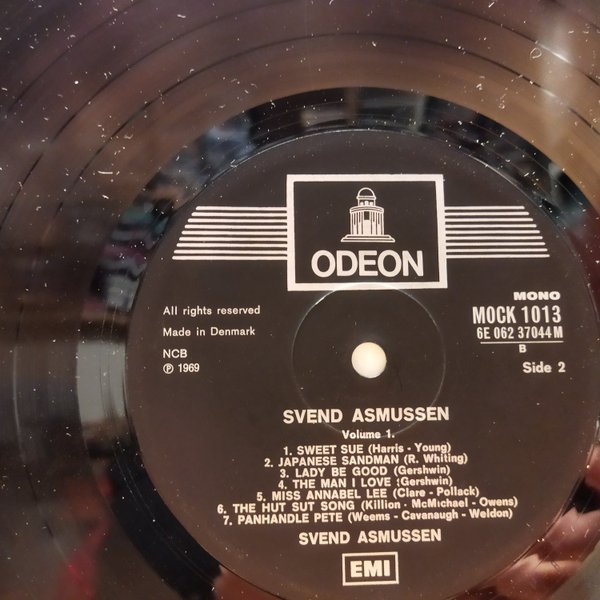 ODEON
All rights reserved
Made in Denmark
NCB
℗ 1969
MONO
MOCK 1013
6E 062 37044 M
B
Side 2
SVEND ASMUSSEN
Volume 1.
1. SWEET SUE (Harris - Young)
2. JAPANESE SANDMAN (R. Whiting)
3. LADY BE GOOD (Gershwin)
4. THE MAN I LOVE (Gershwin)
5. MISS ANNABEL LEE (Clare - Pollack)
6. THE HUT SUT SONG (Killion - McMichael - Owens)
7. PANHANDLE PETE (Weems - Cavanaugh - Weldon)
SVEND ASMUSSEN
EMI